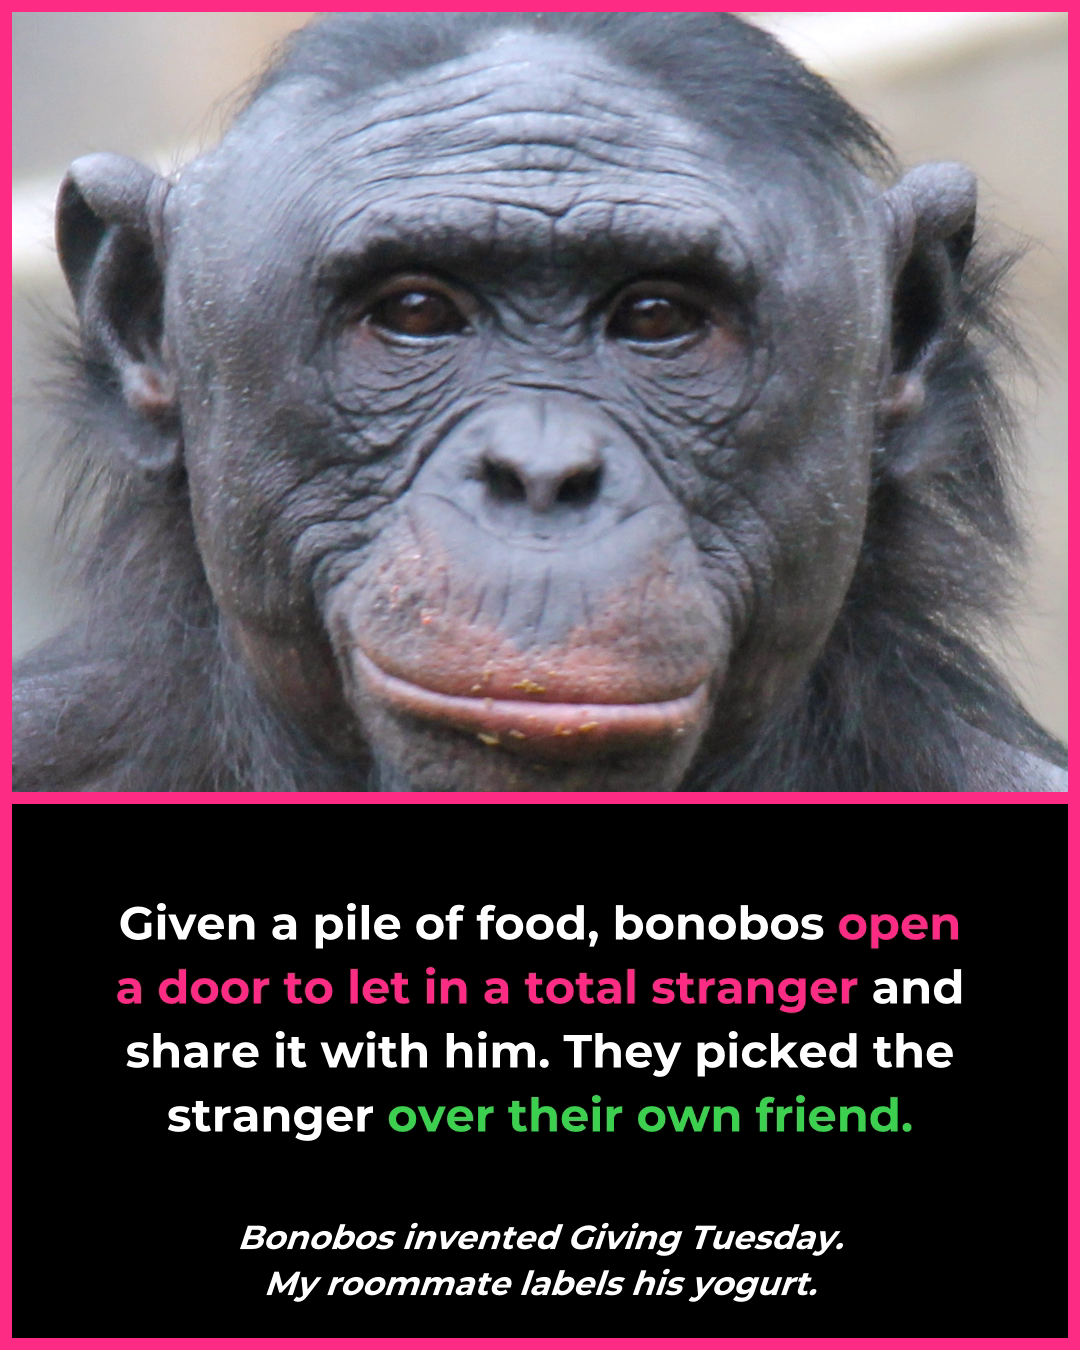 Given a pile of food, bonobos open
a door to let in a total stranger and
share it with him. They picked the
stranger over their own friend.
Bonobos invented Giving Tuesday.
My roommate labels his yogurt.